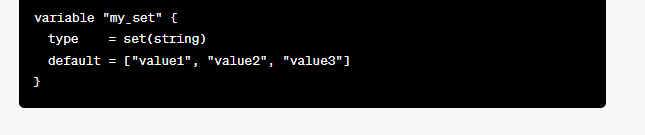 variable "my_set" {
  type    = set(string)
  default = ["value1", "value2", "value3"]
}